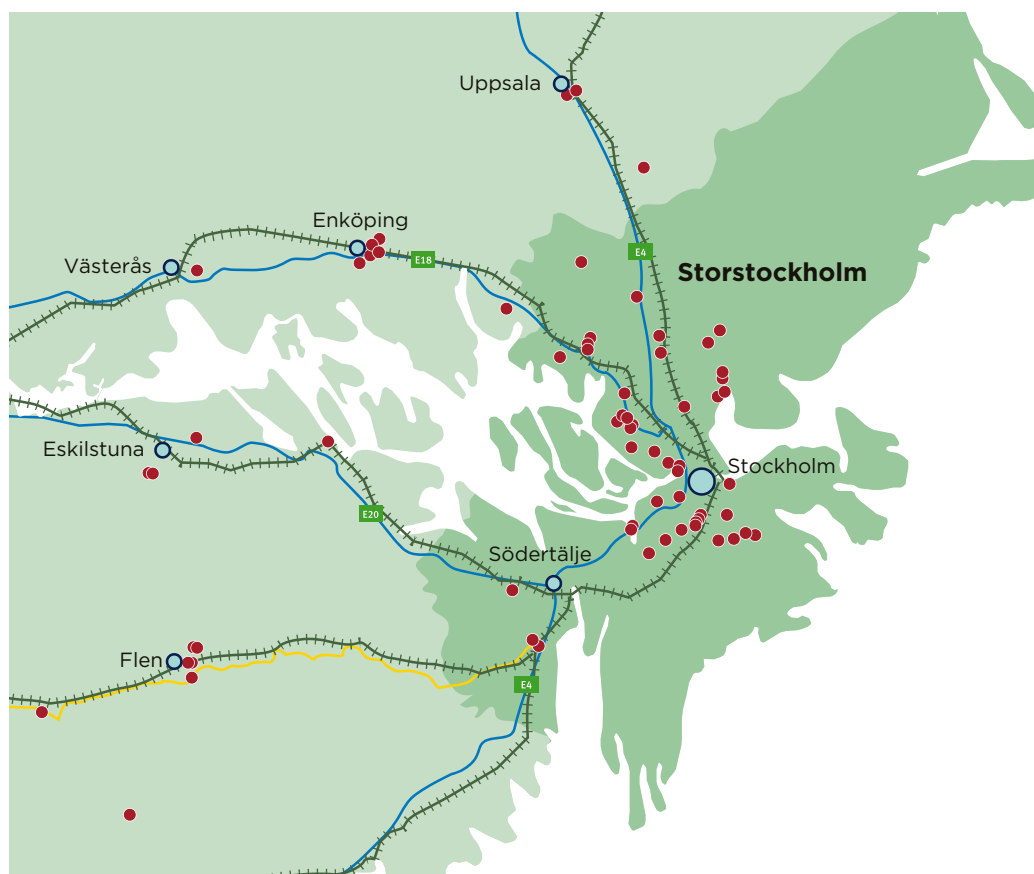 Uppsala
Enköping
E18
E4
Västerås
Storstockholm
Eskilstuna
Stockholm
E20
Södertälje
Flen
E4